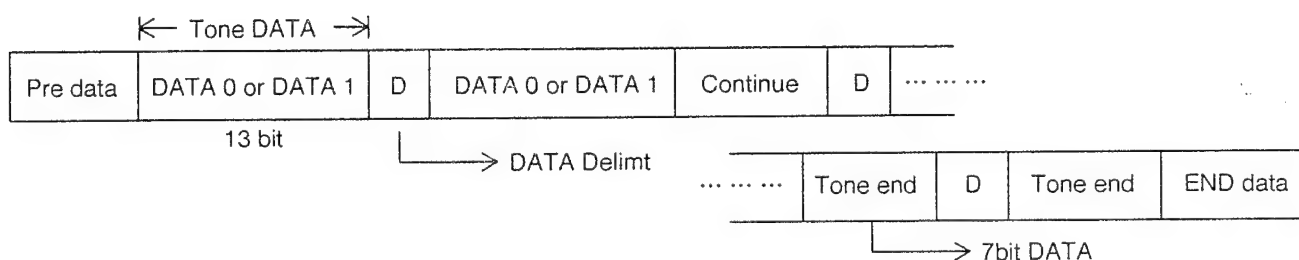 Tone DATA
Pre data DATA 0 or DATA 1 D DATA 0 or DATA 1 Continue D ... ... ...
13 bit
DATA Delimt
... ... ... Tone end D Tone end END data
7bit DATA